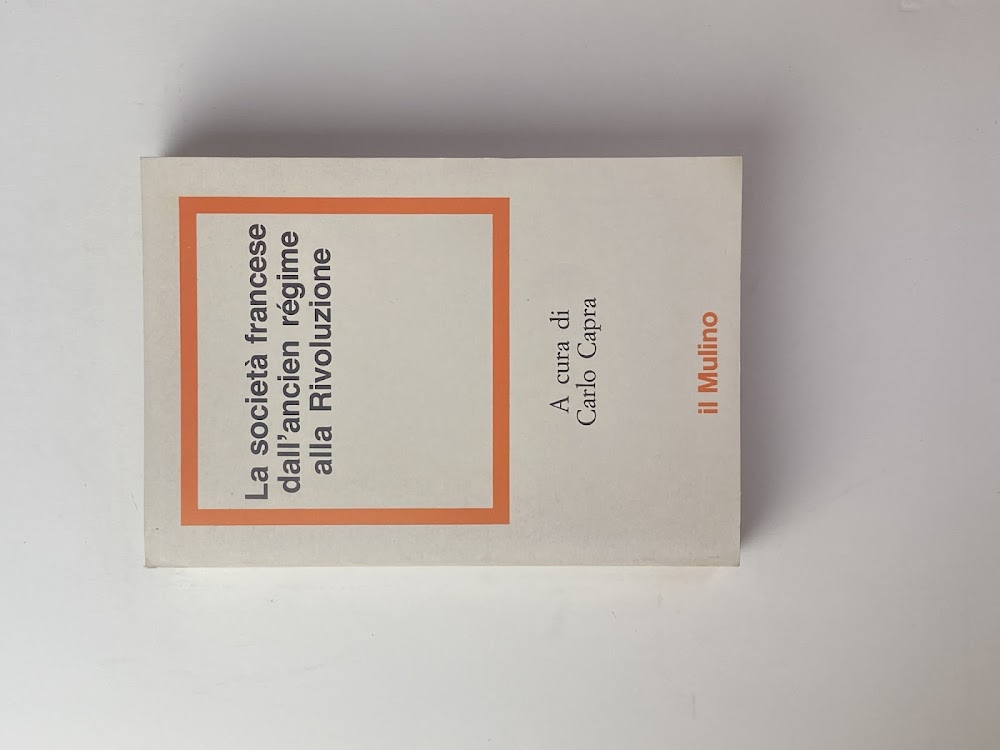 La società francese
dall'ancien régime
alla Rivoluzione
A cura di
Carlo Capra
il Mulino